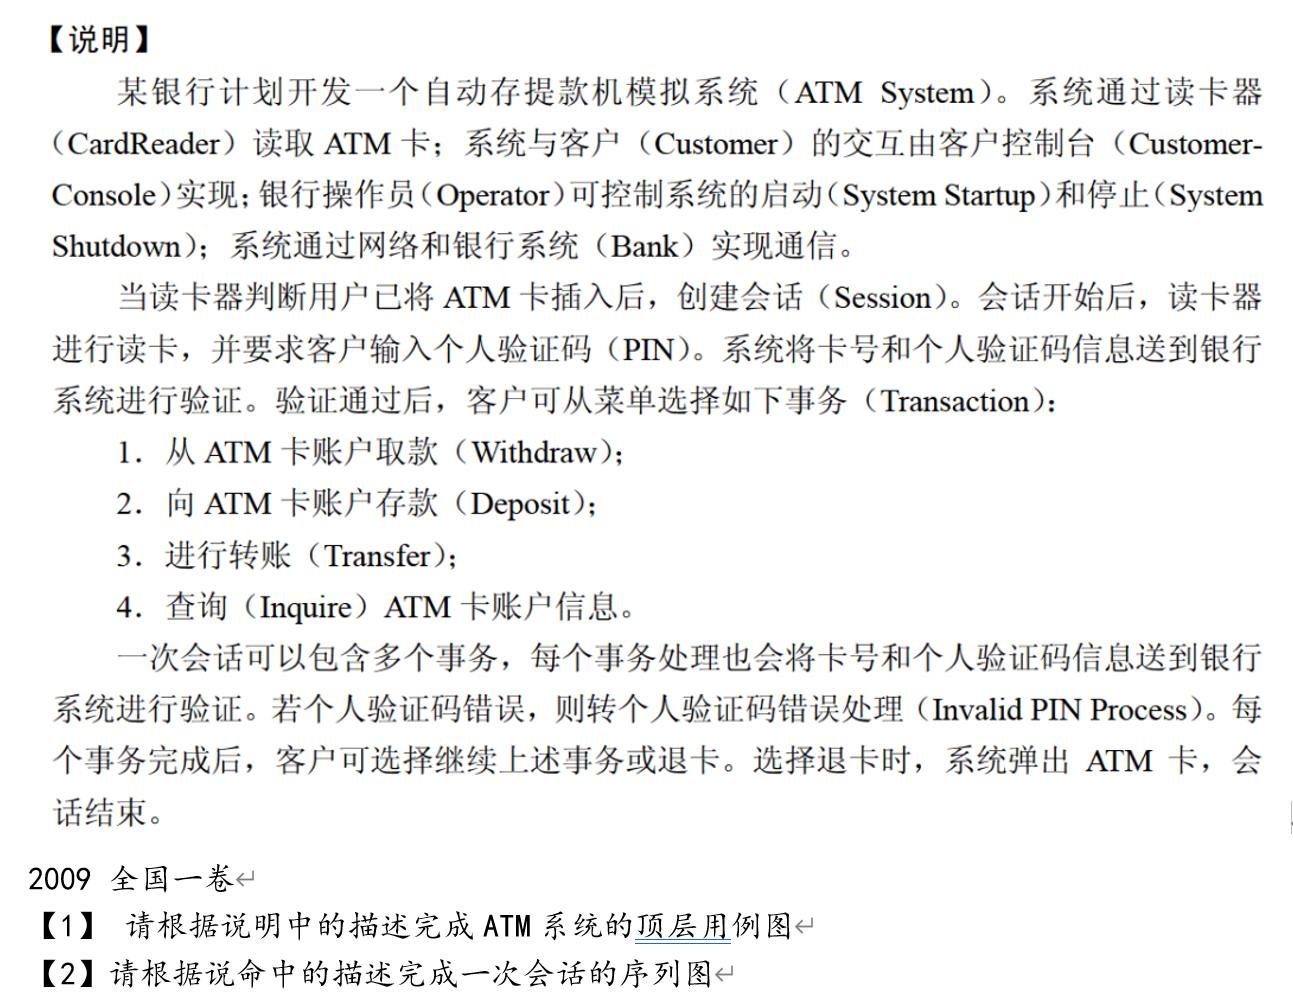 【说明】
某银行计划开发一个自动存提款机模拟系统（ATM System）。系统通过读卡器
（CardReader）读取 ATM 卡；系统与客户（Customer）的交互由客户控制台（Customer-
Console）实现；银行操作员（Operator）可控制系统的启动（System Startup）和停止（System
Shutdown）；系统通过网络和银行系统（Bank）实现通信。
当读卡器判断用户已将 ATM 卡插入后，创建会话（Session）。会话开始后，读卡器
进行读卡，并要求客户输入个人验证码（PIN）。系统将卡号和个人验证码信息送到银行
系统进行验证。验证通过后，客户可从菜单选择如下事务（Transaction）：
1. 从 ATM 卡账户取款（Withdraw）；
2. 向 ATM 卡账户存款（Deposit）；
3. 进行转账（Transfer）；
4. 查询（Inquire）ATM 卡账户信息。
一次会话可以包含多个事务，每个事务处理也会将卡号和个人验证码信息送到银行
系统进行验证。若个人验证码错误，则转个人验证码错误处理（Invalid PIN Process）。每
个事务完成后，客户可选择继续上述事务或退卡。选择退卡时，系统弹出 ATM 卡，会
话结束。
2009 全国一卷↵
【1】 请根据说明中的描述完成 ATM 系统的顶层用例图↵
【2】请根据说命中的描述完成一次会话的序列图↵